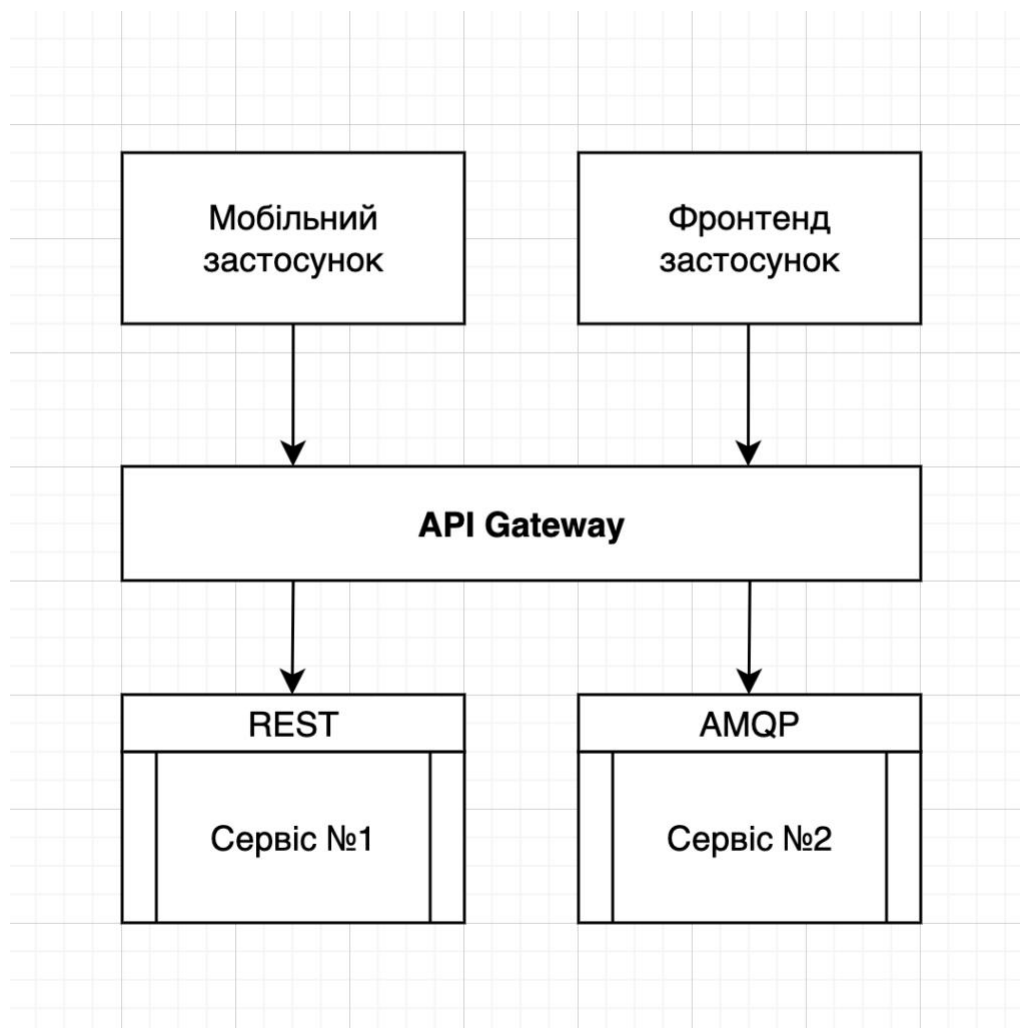 Мобільний
застосунок
Фронтенд
застосунок
API Gateway
REST
AMQP
Сервіс №1
Сервіс №2